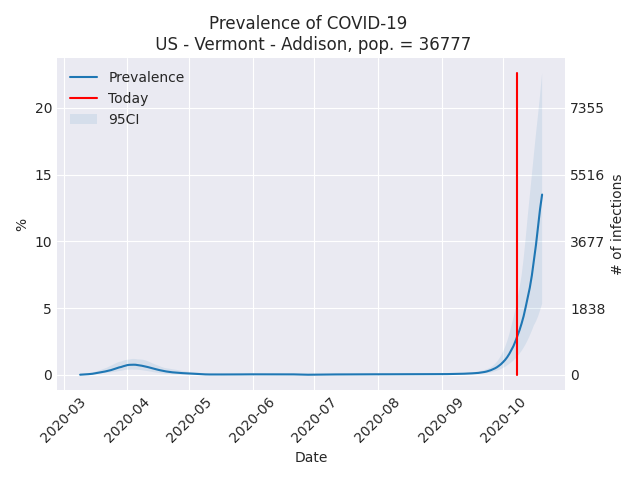 Prevalence of COVID-19
US - Vermont - Addison, pop. = 36777
Prevalence
Today
95CI
20
15
10
5
0
%
7355
5516
3677
1838
0
# of infections
2020-03
2020-04
2020-05
2020-06
2020-07
2020-08
2020-09
2020-10
Date